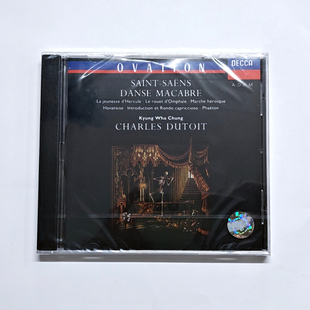 OVATION
DECCA
ADRM
SAINT-SAËNS
DANSE MACABRE
La jeunesse d'Hercule · Le rouet d'Omphale · Marche héroïque
Havanaise · Introduction et Rondo capriccioso · Phaéton
Kyung Wha Chung
CHARLES DUTOIT